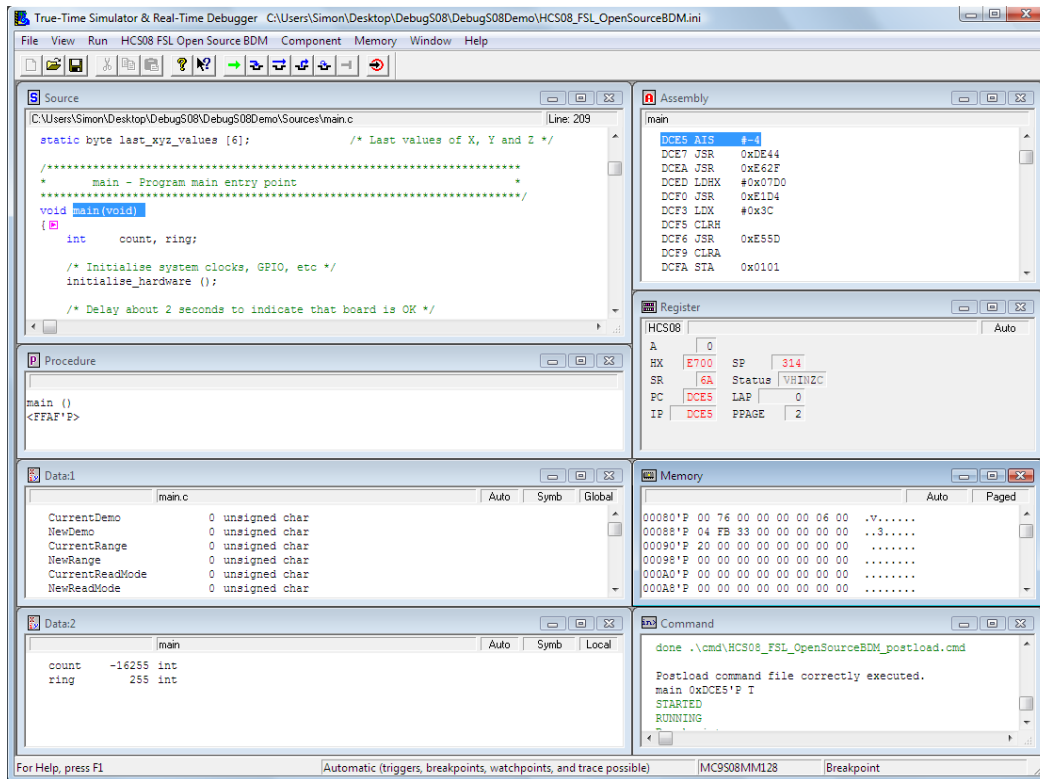 True-Time Simulator & Real-Time Debugger C:\Users\Simon\Desktop\DebugS08\DebugS08Demo\HCS08_FSL_OpenSourceBDM.ini
File View Run HCS08 FSL Open Source BDM Component Memory Window Help
Source
C:\Users\Simon\Desktop\DebugS08\DebugS08Demo\Sources\main.c Line: 209
static byte last_xyz_values [6]; /* Last values of X, Y and Z */
/*************************************************************************
* main - Program main entry point *
*************************************************************************/
void main(void)
{
int count, ring;
/* Initialise system clocks, GPIO, etc */
initialise_hardware ();
/* Delay about 2 seconds to indicate that board is OK */
Assembly
main
DCE5 AIS #-4
DCE7 JSR 0xDE44
DCEA JSR 0xE62F
DCED LDHX #0x07D0
DCF0 JSR 0xE1D4
DCF3 LDX #0x3C
DCF5 CLRH
DCF6 JSR 0xE55D
DCF9 CLRA
DCFA STA 0x0101
Register
HCS08 Auto
A 0
HX E700 SP 314
SR 6A Status VHINZC
PC DCE5 LAP 0
IP DCE5 PPAGE 2
Procedure
main ()
<FFAF'P>
Data:1
main.c Auto Symb Global
CurrentDemo 0 unsigned char
NewDemo 0 unsigned char
CurrentRange 0 unsigned char
NewRange 0 unsigned char
CurrentReadMode 0 unsigned char
NewReadMode 0 unsigned char
Memory
Auto Paged
00080'P 00 76 00 00 00 00 06 00 .v......
00088'P 04 FB 33 00 00 00 00 00 ..3.....
00090'P 20 00 00 00 00 00 00 00 .......
00098'P 00 00 00 00 00 00 00 00 ........
000A0'P 00 00 00 00 00 00 00 00 ........
000A8'P 00 00 00 00 00 00 00 00 ........
Data:2
main Auto Symb Local
count -16255 int
ring 255 int
Command
done .\cmd\HCS08_FSL_OpenSourceBDM_postload.cmd
Postload command file correctly executed.
main 0xDCE5'P T
STARTED
RUNNING
For Help, press F1 Automatic (triggers, breakpoints, watchpoints, and trace possible) MC9S08MM128 Breakpoint